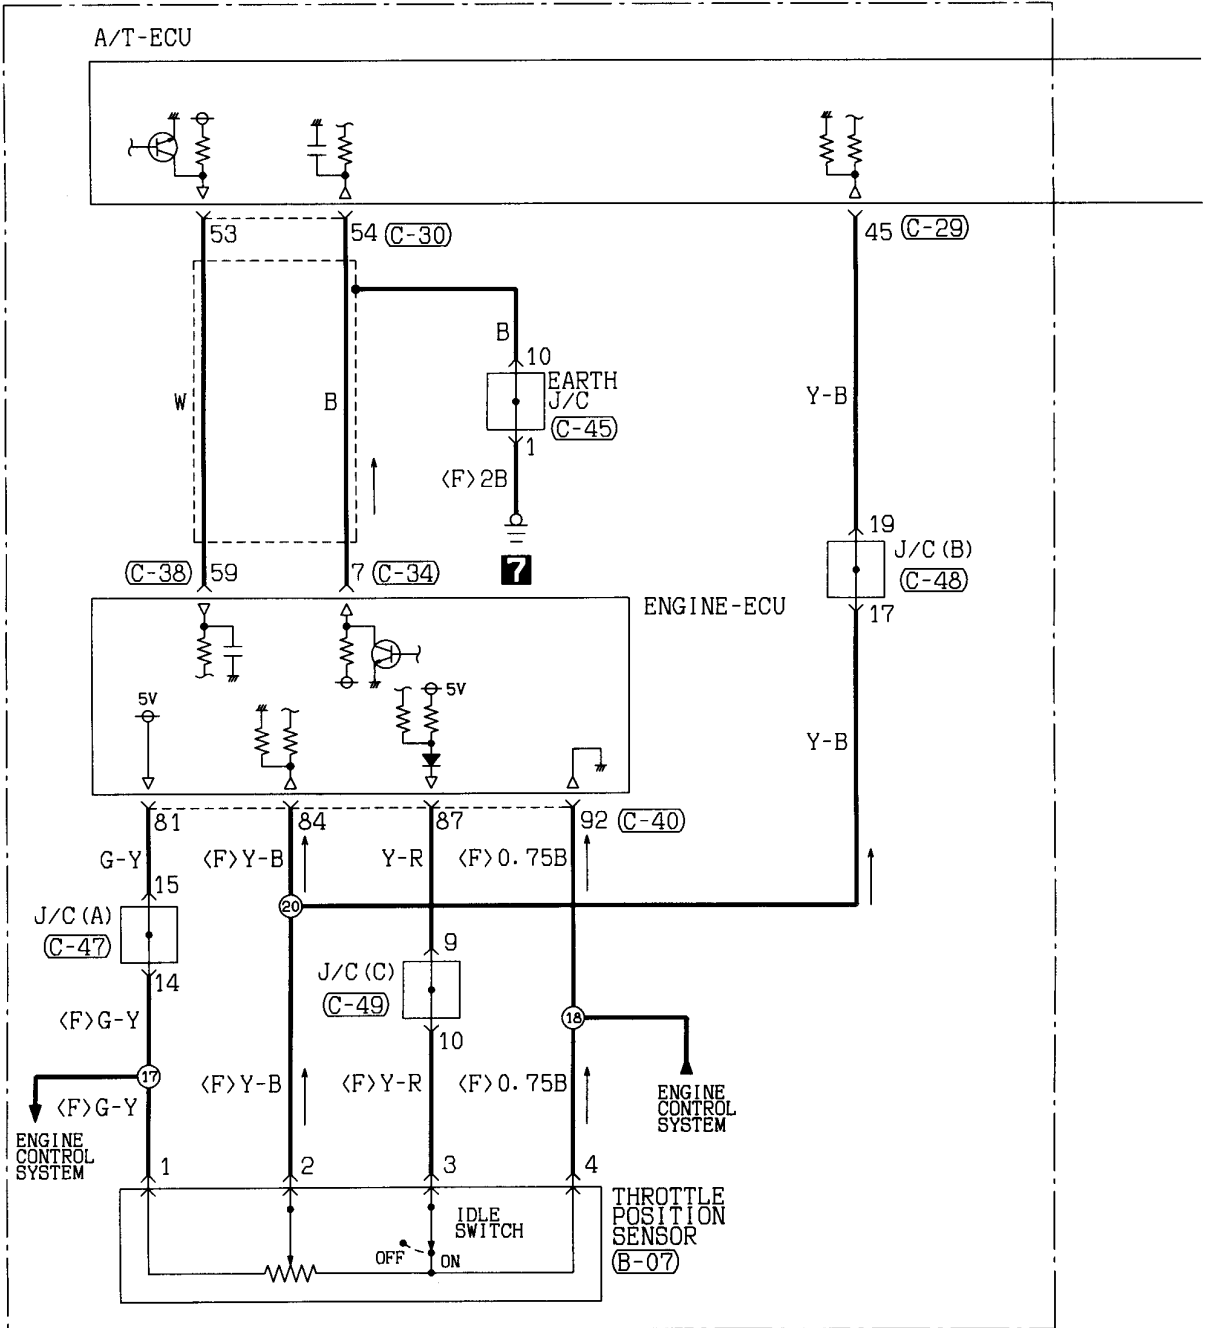 A/T-ECU
53
54 (C-30)
45 (C-29)
B
10
EARTH
J/C
(C-45)
1
W
B
Y-B
<F>2B
7
19
J/C(B)
(C-48)
17
(C-38) 59
7 (C-34)
ENGINE-ECU
5V
5V
Y-B
81
84
87
92 (C-40)
G-Y
<F>Y-B
Y-R
<F>0.75B
15
J/C(A)
(C-47)
14
20
9
J/C(C)
(C-49)
10
<F>G-Y
18
17
<F>G-Y
<F>Y-B
<F>Y-R
<F>0.75B
ENGINE
CONTROL
SYSTEM
ENGINE
CONTROL
SYSTEM
1
2
3
4
IDLE
SWITCH
OFF
ON
THROTTLE
POSITION
SENSOR
(B-07)